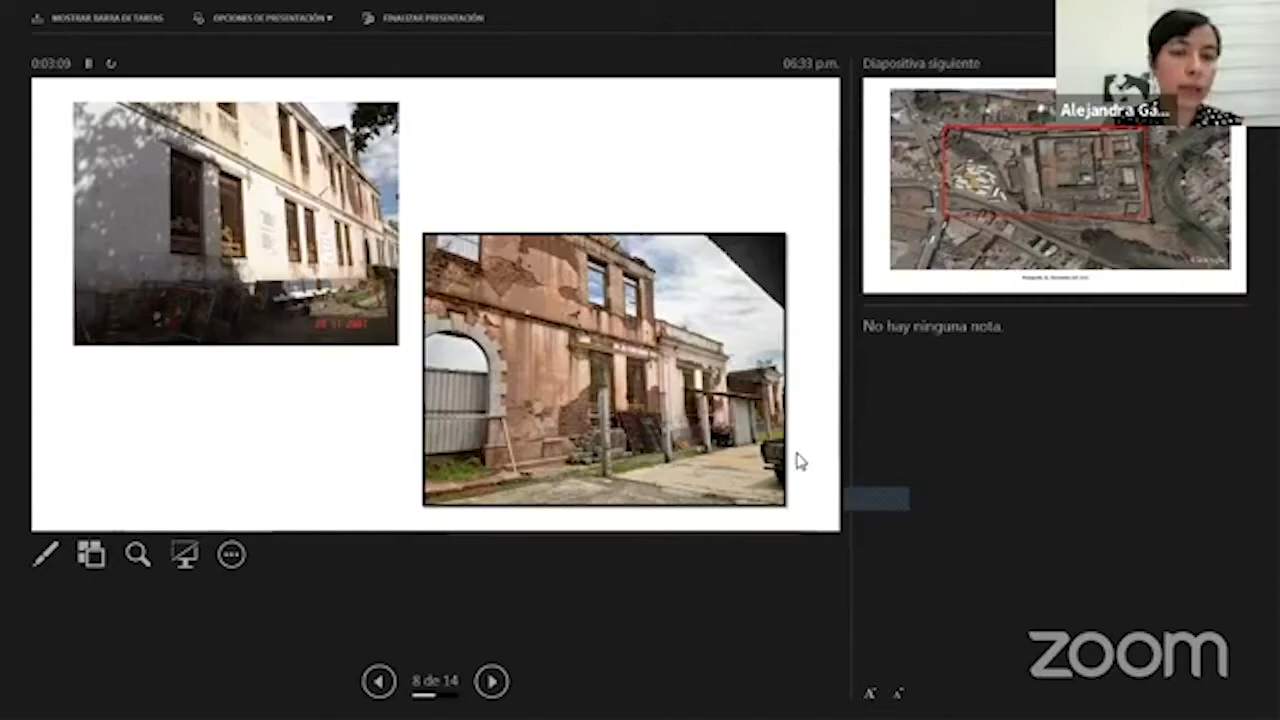 MOSTRAR BARRA DE TAREAS
OPCIONES DE PRESENTACIÓN ▾
FINALIZAR PRESENTACIÓN
0:03:09
06:33 p.m.
Diapositiva siguiente
Alejandra Gá...
Google
No hay ninguna nota.
8 de 14
zoom
A A